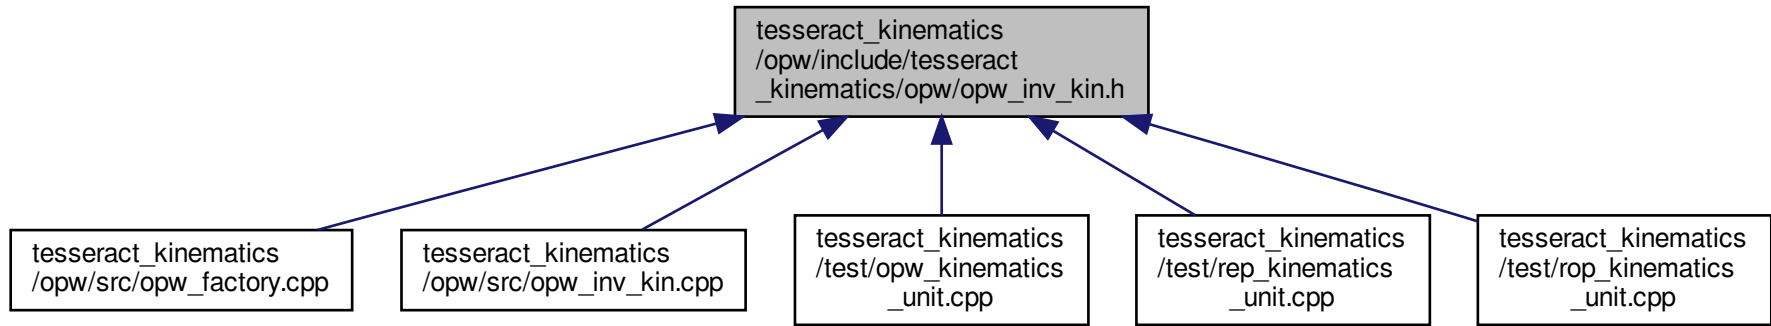 tesseract_kinematics
/opw/include/tesseract
_kinematics/opw/opw_inv_kin.h
tesseract_kinematics
/opw/src/opw_factory.cpp
tesseract_kinematics
/opw/src/opw_inv_kin.cpp
tesseract_kinematics
/test/opw_kinematics
_unit.cpp
tesseract_kinematics
/test/rep_kinematics
_unit.cpp
tesseract_kinematics
/test/rop_kinematics
_unit.cpp